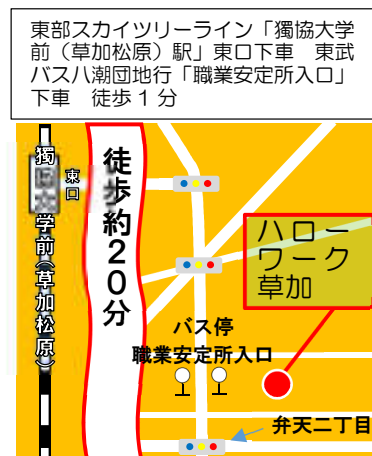 東部スカイツリーライン「獨協大学
前（草加松原）駅」東口下車　東武
バス八潮団地行「職業安定所入口」
下車　徒歩１分
獨
学前(草加松原)
東口
徒歩約20分
ハロー
ワーク
草加
バス停
職業安定所入口
弁天二丁目